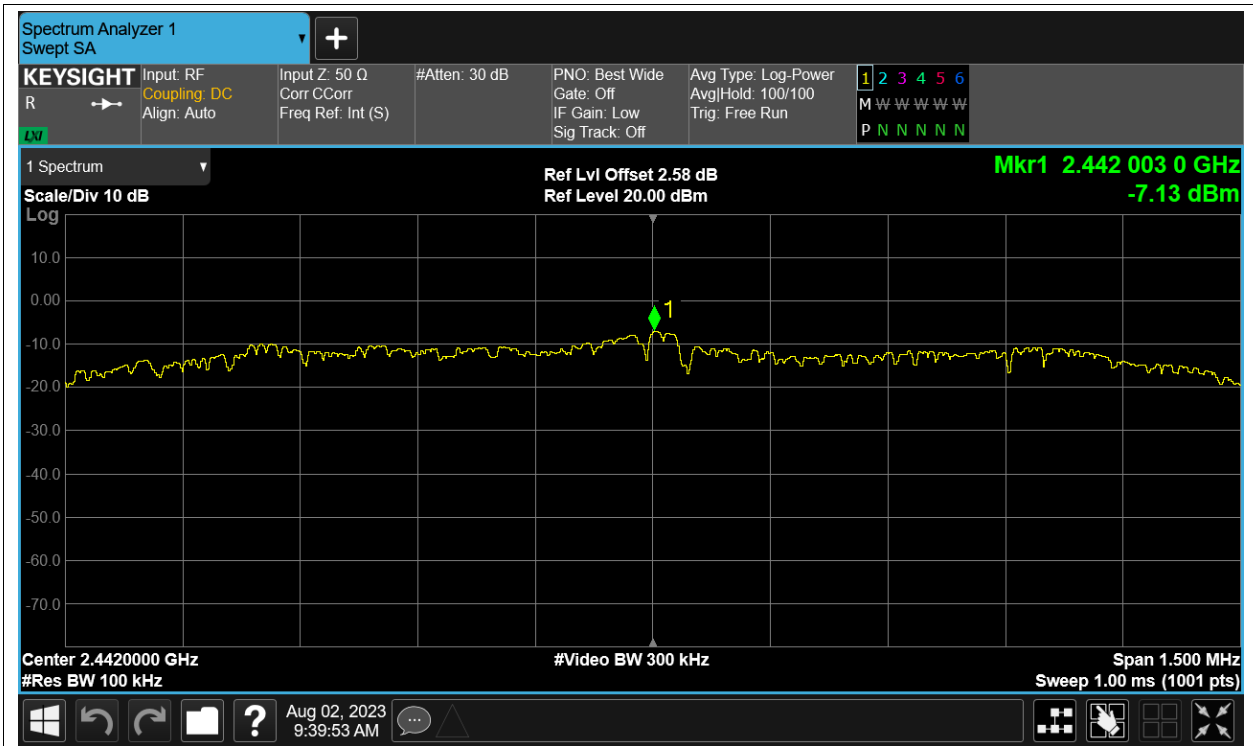 Spectrum Analyzer 1
Swept SA
KEYSIGHT
R
LXI
Input: RF
Coupling: DC
Align: Auto
Input Z: 50 Ω
Corr CCorr
Freq Ref: Int (S)
#Atten: 30 dB
PNO: Best Wide
Gate: Off
IF Gain: Low
Sig Track: Off
Avg Type: Log-Power
Avg|Hold: 100/100
Trig: Free Run
1 2 3 4 5 6
M W W W W W
P N N N N N
1 Spectrum
Scale/Div 10 dB
Log
Ref Lvl Offset 2.58 dB
Ref Level 20.00 dBm
Mkr1 2.442 003 0 GHz
-7.13 dBm
10.0
0.00
1
-10.0
-20.0
-30.0
-40.0
-50.0
-60.0
-70.0
Center 2.4420000 GHz
#Res BW 100 kHz
#Video BW 300 kHz
Span 1.500 MHz
Sweep 1.00 ms (1001 pts)
?
Aug 02, 2023
9:39:53 AM